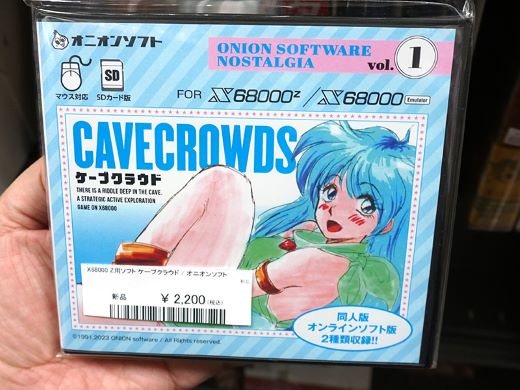 オニオンソフト
ONION SOFTWARE
NOSTALGIA vol. 1
SD
マウス対応 SDカード版
FOR X68000Z / X68000 Emulator
CAVECROWDS
ケーブクラウド
THERE IS A RIDDLE DEEP IN THE CAVE.
A STRATEGIC ACTIVE EXPLORATION
GAME ON X68000
X68000 Z用ソフト ケーブクラウド / オニオンソフト
新品 ¥ 2,200(税込)
同人版
オンラインソフト版
2種類収録!!
©1991,2023 ONION software / All rights reserved.